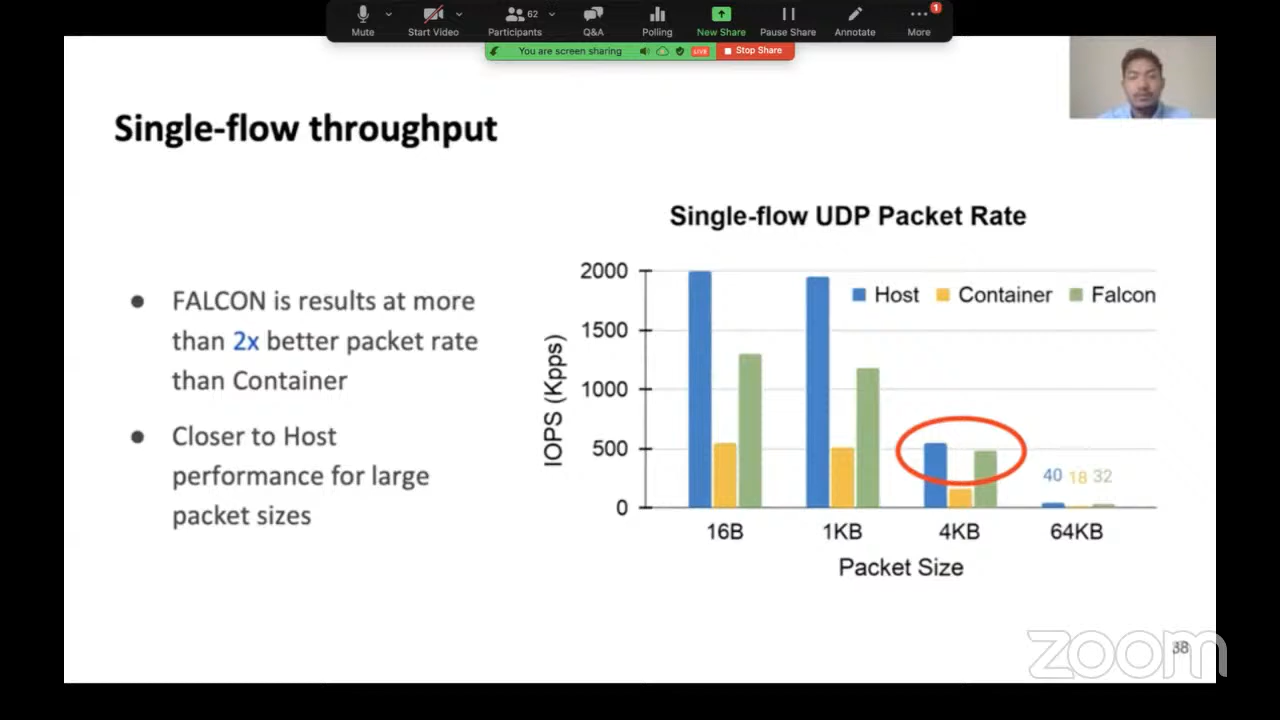 Mute
Start Video
62
Participants
Q&A
Polling
New Share
Pause Share
Annotate
1
More
You are screen sharing
LIVE
Stop Share
Single-flow throughput
FALCON is results at more
than 2x better packet rate
than Container
Closer to Host
performance for large
packet sizes
Single-flow UDP Packet Rate
IOPS (Kpps)
2000
1500
1000
500
0
Host Container Falcon
40 18 32
16B 1KB 4KB 64KB
Packet Size
38
zoom